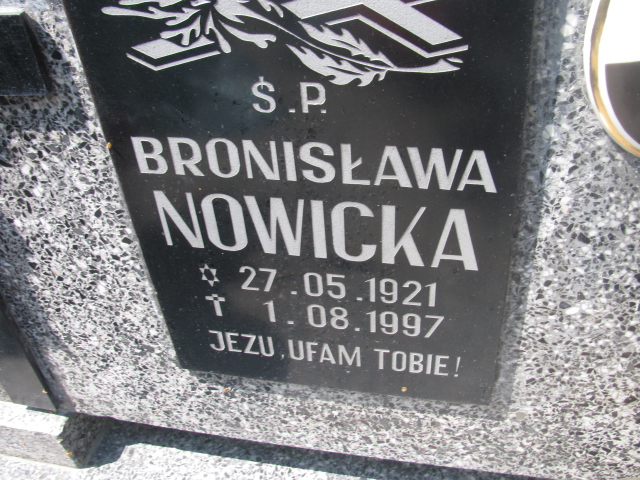 Ś.P.
BRONISŁAWA
NOWICKA
✡ 27.05.1921
✝ 1.08.1997
JEZU, UFAM TOBIE!